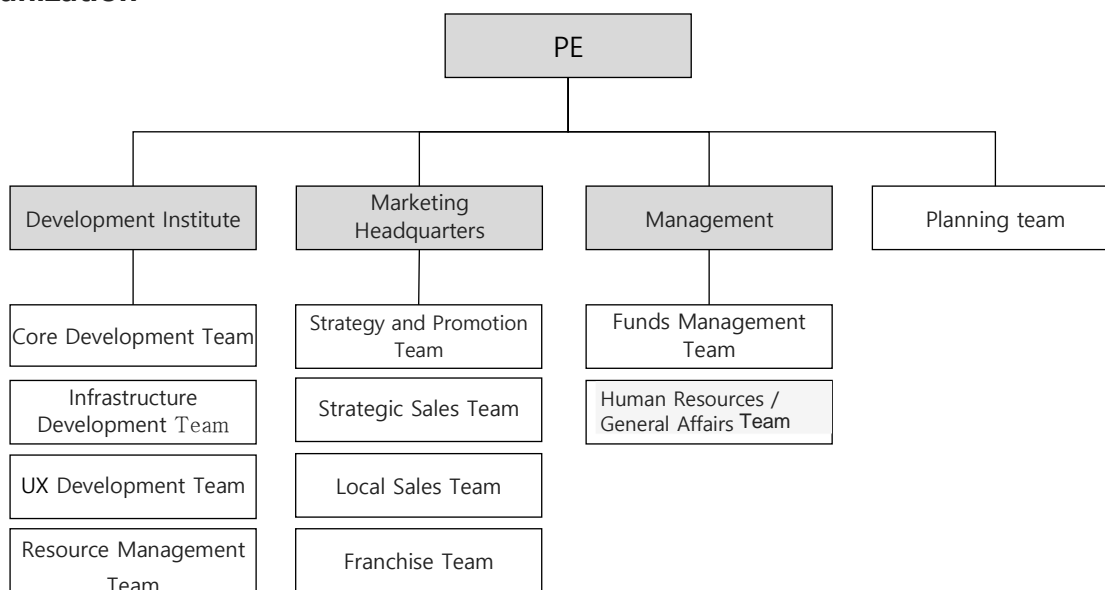 PE
Development Institute
Marketing
Headquarters
Management
Planning team
Core Development Team
Infrastructure
Development Team
UX Development Team
Resource Management
Team
Strategy and Promotion
Team
Strategic Sales Team
Local Sales Team
Franchise Team
Funds Management
Team
Human Resources /
General Affairs Team